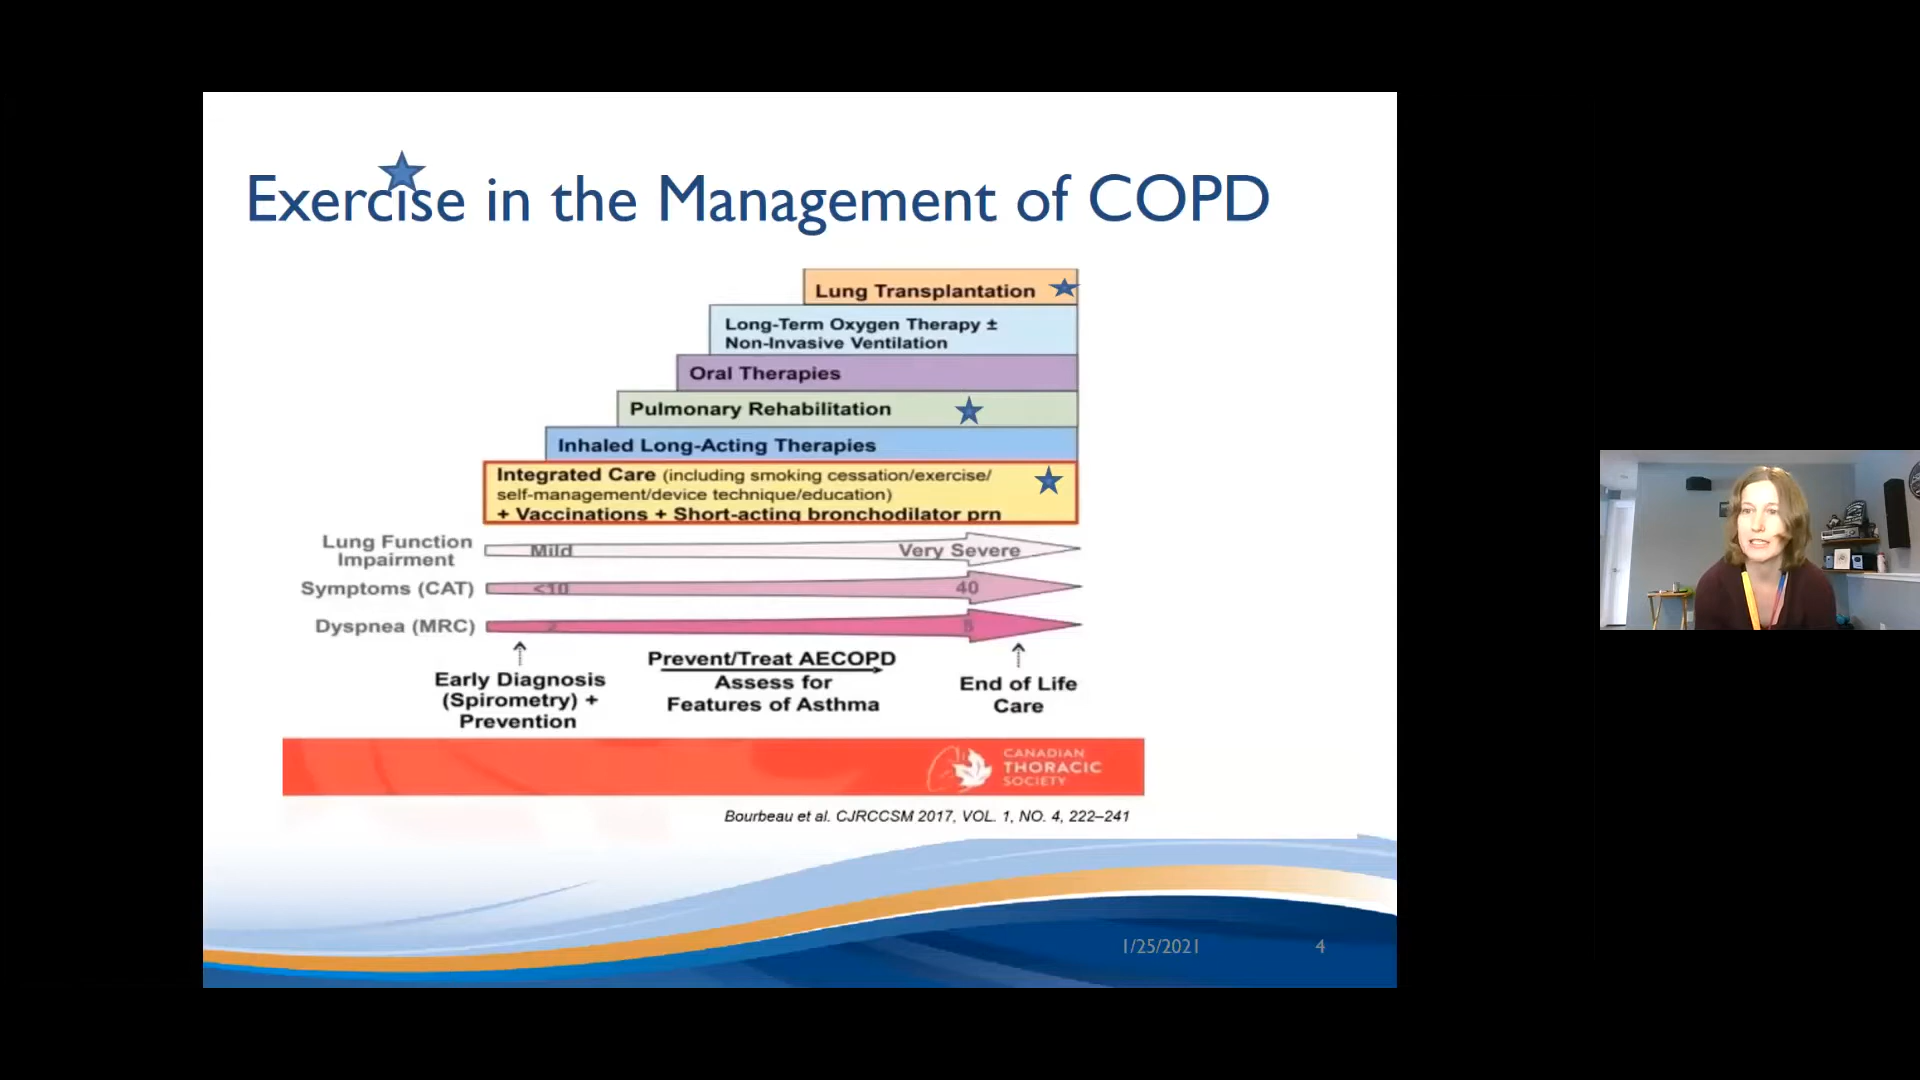 Exercise in the Management of COPD
Lung Transplantation
Long-Term Oxygen Therapy ±
Non-Invasive Ventilation
Oral Therapies
Pulmonary Rehabilitation
Inhaled Long-Acting Therapies
Integrated Care (including smoking cessation/exercise/
self-management/device technique/education)
+ Vaccinations + Short-acting bronchodilator prn
Lung Function
Impairment
Mild
Very Severe
Symptoms (CAT)
<10
40
Dyspnea (MRC)
2
5
Early Diagnosis
(Spirometry) +
Prevention
Prevent/Treat AECOPD
Assess for
Features of Asthma
End of Life
Care
CANADIAN
THORACIC
SOCIETY
Bourbeau et al. CJRCCSM 2017, VOL. 1, NO. 4, 222–241
1/25/2021
4